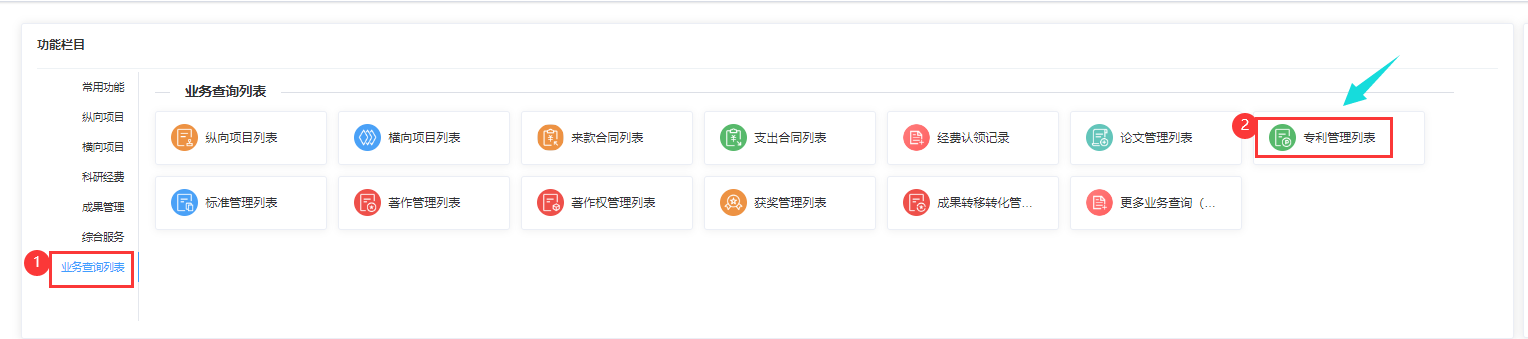 功能栏目
常用功能
纵向项目
横向项目
科研经费
成果管理
综合服务
1
业务查询列表
业务查询列表
纵向项目列表
横向项目列表
来款合同列表
支出合同列表
经费认领记录
论文管理列表
2
专利管理列表
标准管理列表
著作管理列表
著作权管理列表
获奖管理列表
成果转移转化管...
更多业务查询（...